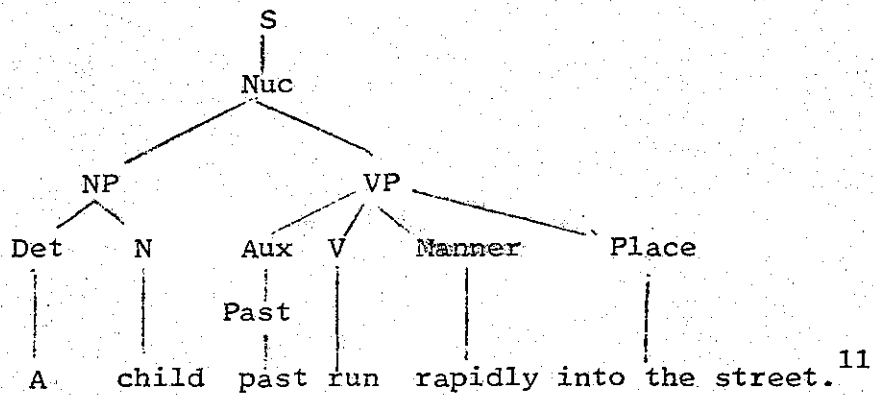 S
Nuc
NP VP
Det N Aux V Manner Place
Past
A child past run rapidly into the street.11